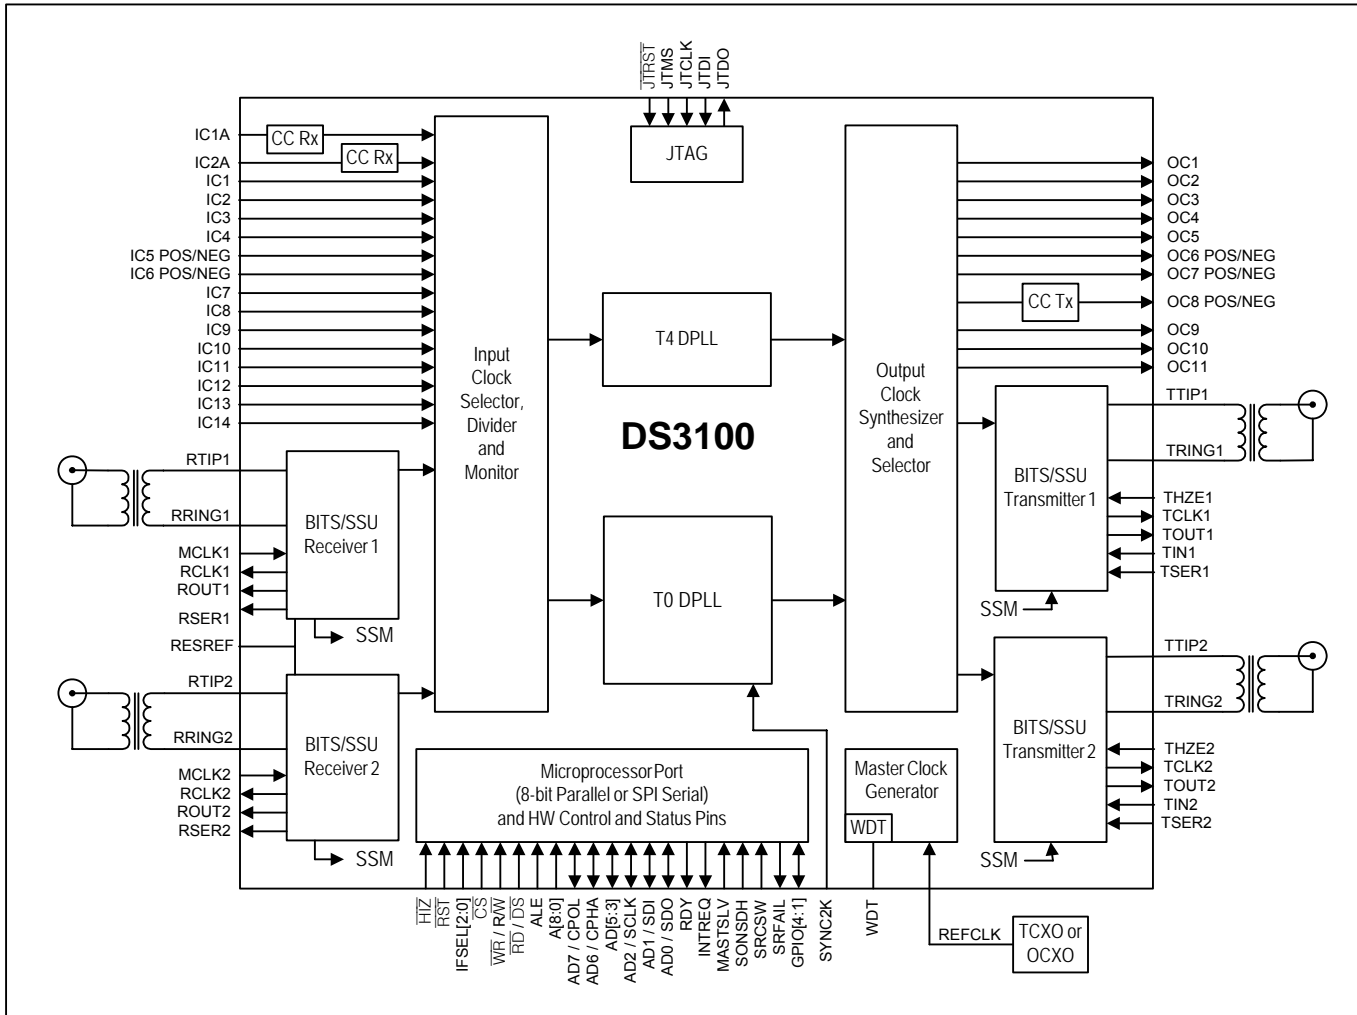 JTRST
JTMS
JTCLK
JTDI
JTDO
JTAG
IC1A
CC Rx
IC2A
CC Rx
IC1
IC2
IC3
IC4
IC5 POS/NEG
IC6 POS/NEG
IC7
IC8
IC9
IC10
IC11
IC12
IC13
IC14
Input
Clock
Selector,
Divider
and
Monitor
T4 DPLL
DS3100
T0 DPLL
Output
Clock
Synthesizer
and
Selector
OC1
OC2
OC3
OC4
OC5
OC6 POS/NEG
OC7 POS/NEG
CC Tx
OC8 POS/NEG
OC9
OC10
OC11
RTIP1
RRING1
BITS/SSU
Receiver 1
MCLK1
RCLK1
ROUT1
RSER1
SSM
RESREF
RTIP2
RRING2
BITS/SSU
Receiver 2
MCLK2
RCLK2
ROUT2
RSER2
SSM
TTIP1
TRING1
BITS/SSU
Transmitter 1
THZE1
TCLK1
TOUT1
TIN1
TSER1
SSM
TTIP2
TRING2
BITS/SSU
Transmitter 2
THZE2
TCLK2
TOUT2
TIN2
TSER2
SSM
Microprocessor Port
(8-bit Parallel or SPI Serial)
and HW Control and Status Pins
Master Clock
Generator
WDT
HIZ
RST
IFSEL[2:0]
CS
WR / R/W
RD / DS
ALE
A[8:0]
AD7 / CPOL
AD6 / CPHA
AD[5:3]
AD2 / SCLK
AD1 / SDI
AD0 / SDO
RDY
INTREQ
MASTSLV
SONSDH
SRCSW
SRFAIL
GPIO[4:1]
SYNC2K
WDT
REFCLK
TCXO or
OCXO